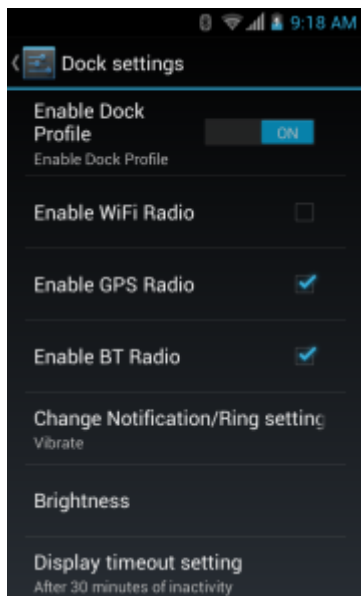 9:18 AM
Dock settings
Enable Dock
Profile
ON
Enable Dock Profile
Enable WiFi Radio
Enable GPS Radio
Enable BT Radio
Change Notification/Ring setting
Vibrate
Brightness
Display timeout setting
After 30 minutes of inactivity